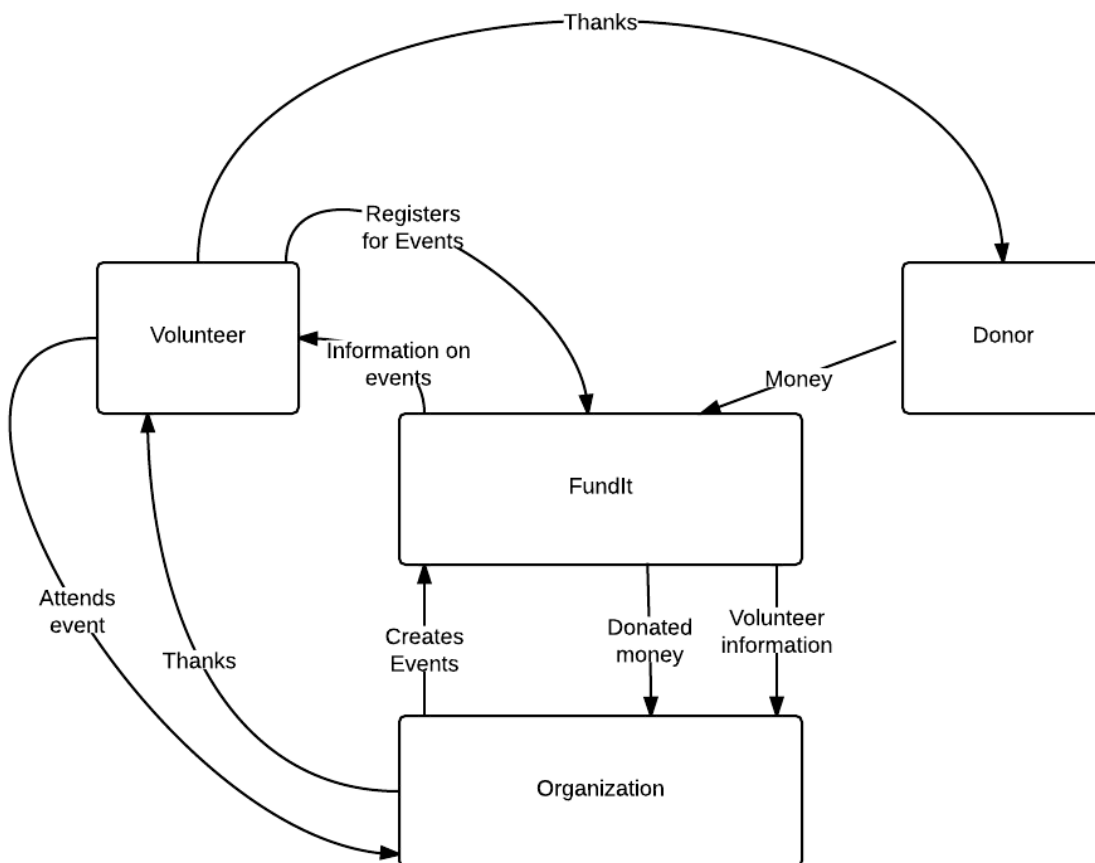 Thanks
Registers
for Events
Volunteer
Donor
Information on
events
Money
FundIt
Attends
event
Thanks
Creates
Events
Donated
money
Volunteer
information
Organization